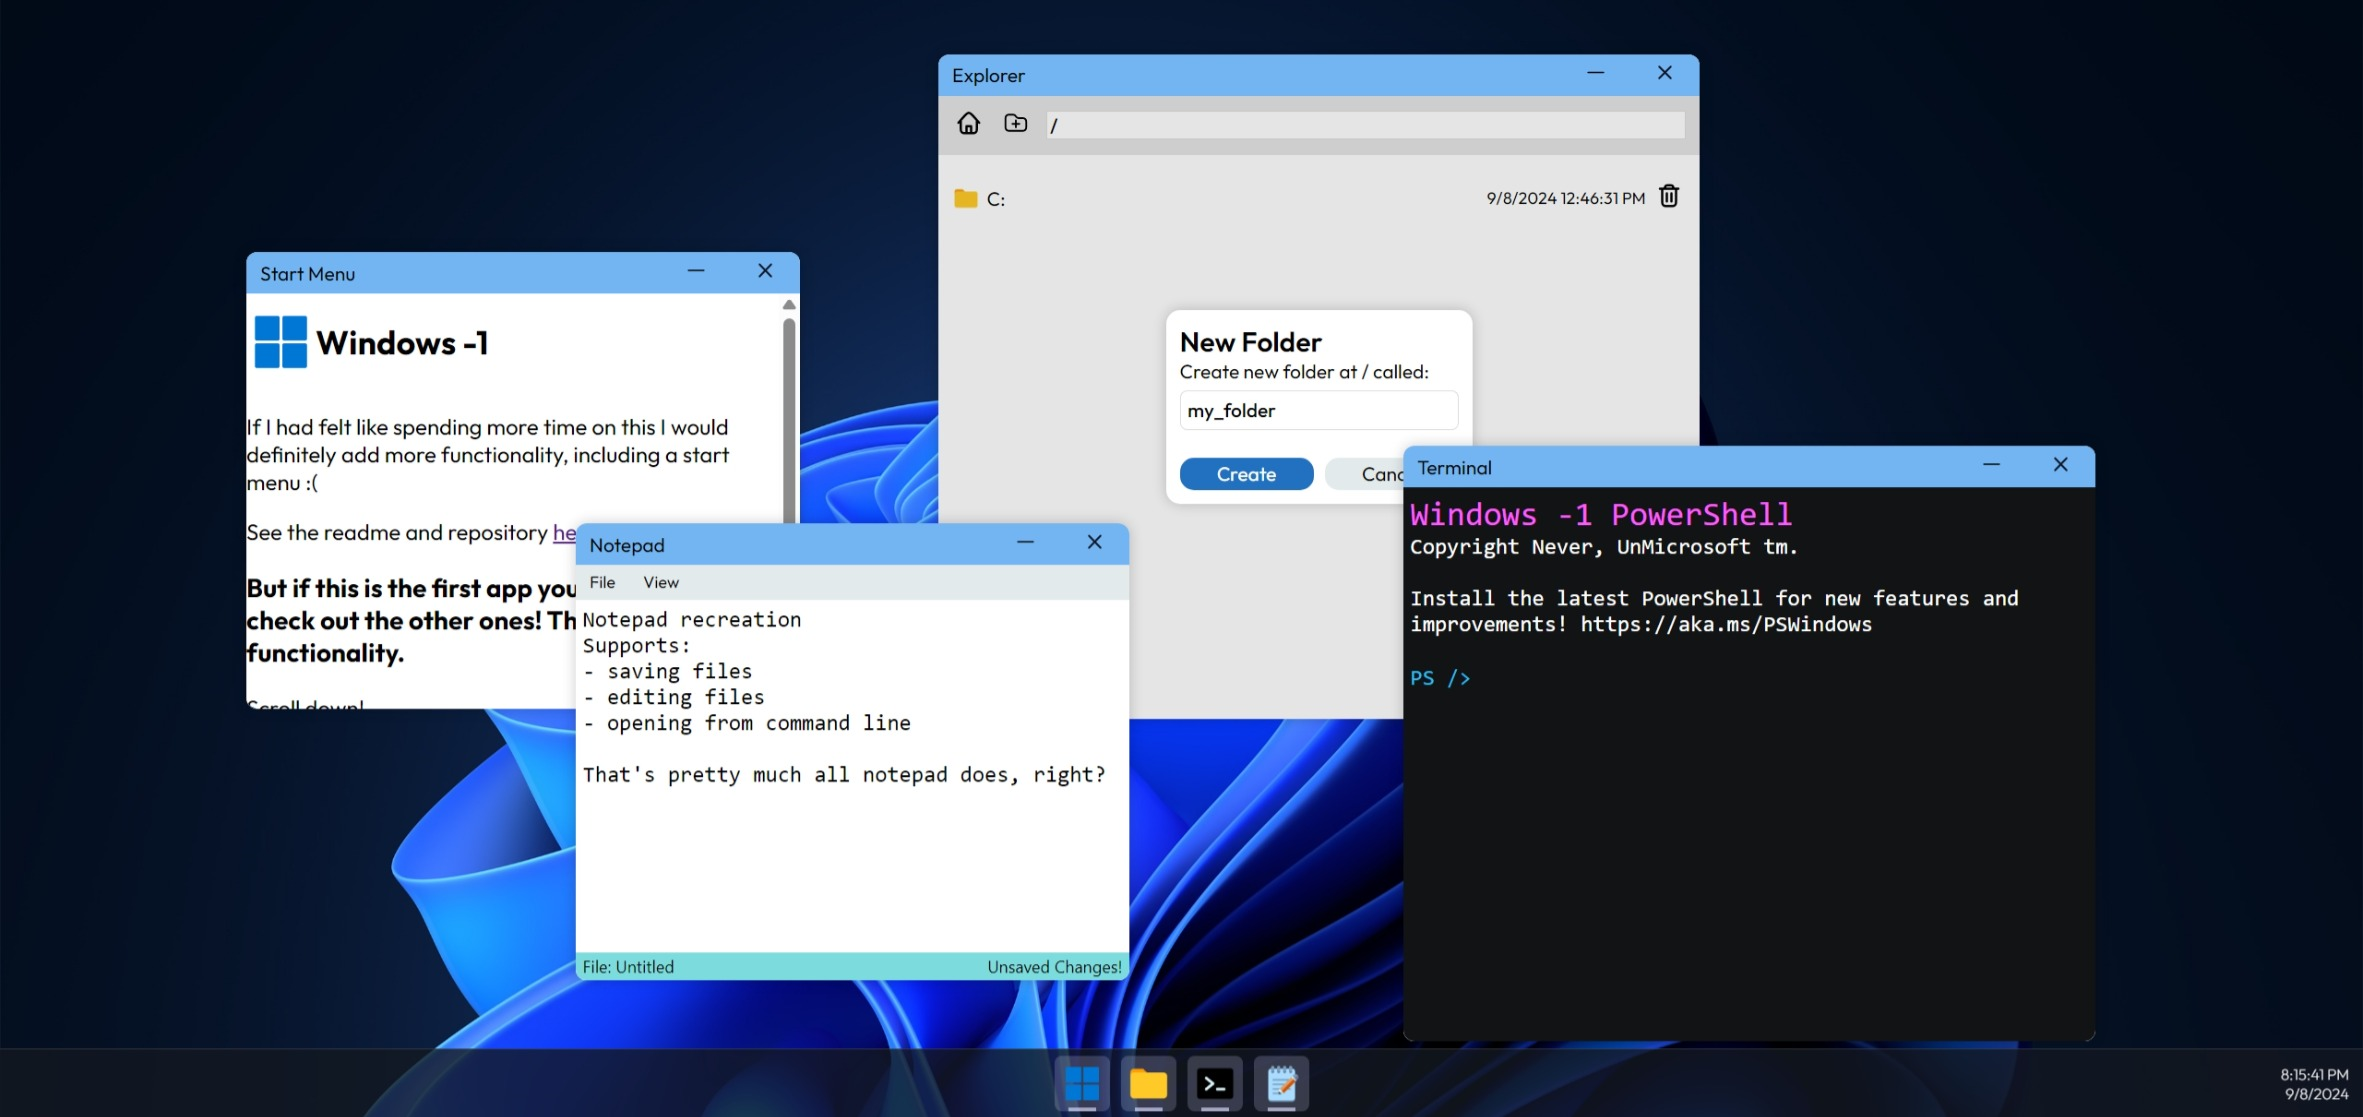 Explorer
/
C:
9/8/2024 12:46:31 PM
New Folder
Create new folder at / called:
my_folder
Create
Start Menu
Windows -1
If I had felt like spending more time on this I would
definitely add more functionality, including a start
menu :(
See the readme and repository
But if this is the first app you
check out the other ones!
functionality.
Scroll down!
Notepad
File View
Notepad recreation
Supports:
- saving files
- editing files
- opening from command line
That's pretty much all notepad does, right?
File: Untitled
Unsaved Changes!
Terminal
Windows -1 PowerShell
Copyright Never, UnMicrosoft tm.
Install the latest PowerShell for new features and
improvements! https://aka.ms/PSWindows
PS />
8:15:41 PM
9/8/2024